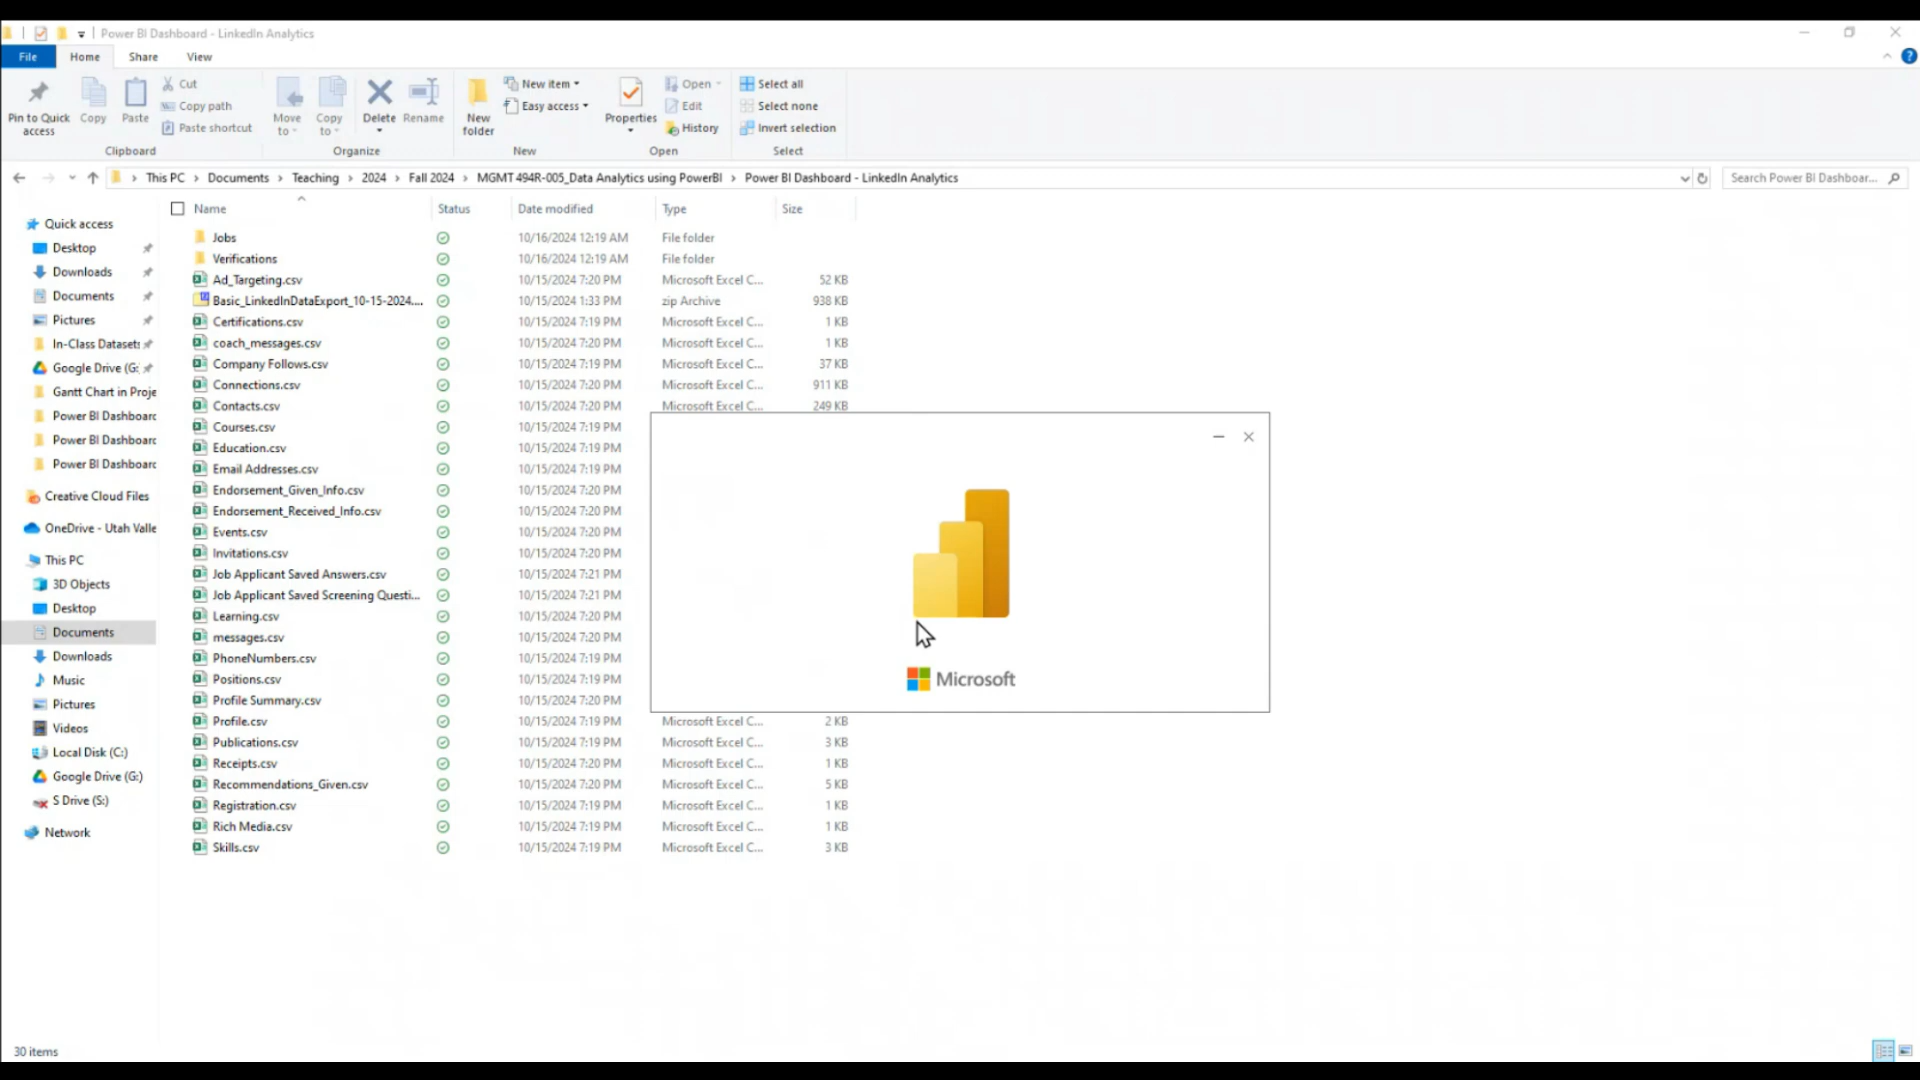 Power BI Dashboard - LinkedIn Analytics
File Home Share View
Pin to Quick access
Copy
Paste
Cut
Copy path
Paste shortcut
Clipboard
Move to
Copy to
Delete
Rename
Organize
New folder
New item
Easy access
New
Properties
Open
Edit
History
Open
Select all
Select none
Invert selection
Select
This PC > Documents > Teaching > 2024 > Fall 2024 > MGMT 494R-005_Data Analytics using PowerBI > Power BI Dashboard - LinkedIn Analytics
Search Power BI Dashboar...
Quick access
Desktop
Downloads
Documents
Pictures
In-Class Datasets
Google Drive (G:
Gantt Chart in Proje
Power BI Dashboard
Power BI Dashboard
Power BI Dashboard
Creative Cloud Files
OneDrive - Utah Valle
This PC
3D Objects
Desktop
Documents
Downloads
Music
Pictures
Videos
Local Disk (C:)
Google Drive (G:)
S Drive (S:)
Network
Name Status Date modified Type Size
Jobs 10/16/2024 12:19 AM File folder
Verifications 10/16/2024 12:19 AM File folder
Ad_Targeting.csv 10/15/2024 7:20 PM Microsoft Excel C... 52 KB
Basic_LinkedInDataExport_10-15-2024.... 10/15/2024 1:33 PM zip Archive 938 KB
Certifications.csv 10/15/2024 7:19 PM Microsoft Excel C... 1 KB
coach_messages.csv 10/15/2024 7:20 PM Microsoft Excel C... 1 KB
Company Follows.csv 10/15/2024 7:19 PM Microsoft Excel C... 37 KB
Connections.csv 10/15/2024 7:20 PM Microsoft Excel C... 911 KB
Contacts.csv 10/15/2024 7:20 PM Microsoft Excel C... 249 KB
Courses.csv 10/15/2024 7:19 PM
Education.csv 10/15/2024 7:19 PM
Email Addresses.csv 10/15/2024 7:19 PM
Endorsement_Given_Info.csv 10/15/2024 7:20 PM
Endorsement_Received_Info.csv 10/15/2024 7:20 PM
Events.csv 10/15/2024 7:20 PM
Invitations.csv 10/15/2024 7:20 PM
Job Applicant Saved Answers.csv 10/15/2024 7:21 PM
Job Applicant Saved Screening Questi... 10/15/2024 7:21 PM
Learning.csv 10/15/2024 7:20 PM
messages.csv 10/15/2024 7:20 PM
PhoneNumbers.csv 10/15/2024 7:19 PM
Positions.csv 10/15/2024 7:19 PM
Profile Summary.csv 10/15/2024 7:20 PM
Profile.csv 10/15/2024 7:19 PM Microsoft Excel C... 2 KB
Publications.csv 10/15/2024 7:19 PM Microsoft Excel C... 3 KB
Receipts.csv 10/15/2024 7:20 PM Microsoft Excel C... 1 KB
Recommendations_Given.csv 10/15/2024 7:20 PM Microsoft Excel C... 5 KB
Registration.csv 10/15/2024 7:19 PM Microsoft Excel C... 1 KB
Rich Media.csv 10/15/2024 7:19 PM Microsoft Excel C... 1 KB
Skills.csv 10/15/2024 7:19 PM Microsoft Excel C... 3 KB
Microsoft
30 items